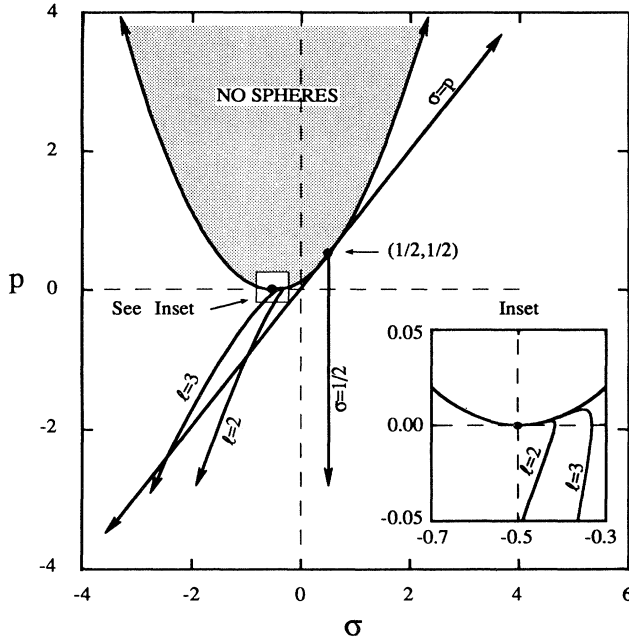 4
NO SPHERES
σ=p
2
(1/2,1/2)
p
0
See Inset
Inset
0.05
ℓ=3
ℓ=2
σ=1/2
0.00
-2
ℓ=2
ℓ=3
-0.05
-0.7
-0.5
-0.3
-4
-4
-2
0
2
4
6
σ